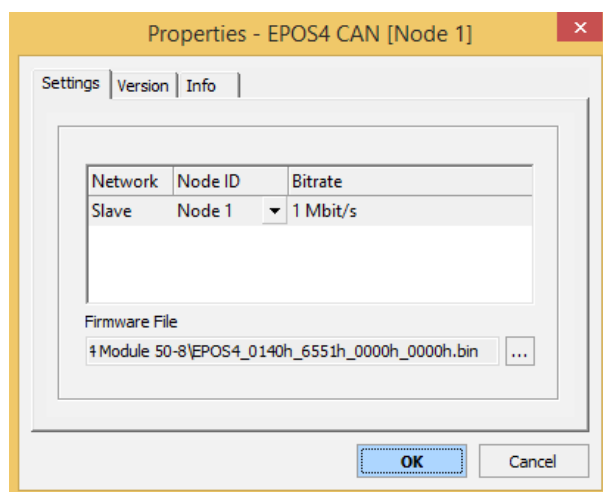 Properties - EPOS4 CAN [Node 1]
Settings Version Info
Network Node ID Bitrate
Slave Node 1 1 Mbit/s
Firmware File
4 Module 50-8\EPOS4_0140h_6551h_0000h_0000h.bin ...
OK Cancel